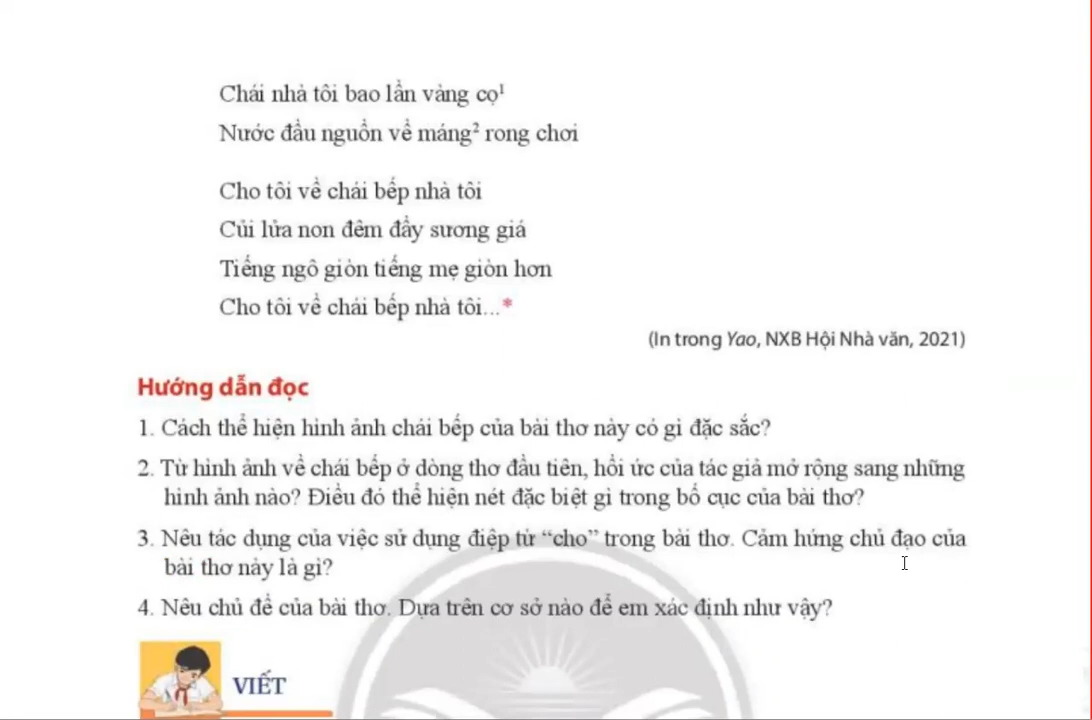 Chái nhà tôi bao lần vàng cọ¹
Nước đầu nguồn về máng² rong chơi
Cho tôi về chái bếp nhà tôi
Củi lửa non đêm đầy sương giá
Tiếng ngô giòn tiếng mẹ giòn hơn
Cho tôi về chái bếp nhà tôi...*
(In trong Yao, NXB Hội Nhà văn, 2021)
Hướng dẫn đọc
1. Cách thể hiện hình ảnh chái bếp của bài thơ này có gì đặc sắc?
2. Từ hình ảnh về chái bếp ở dòng thơ đầu tiên, hồi ức của tác giả mở rộng sang những
hình ảnh nào? Điều đó thể hiện nét đặc biệt gì trong bố cục của bài thơ?
3. Nêu tác dụng của việc sử dụng điệp từ “cho” trong bài thơ. Cảm hứng chủ đạo của
bài thơ này là gì?
4. Nêu chủ đề của bài thơ. Dựa trên cơ sở nào để em xác định như vậy?
VIẾT